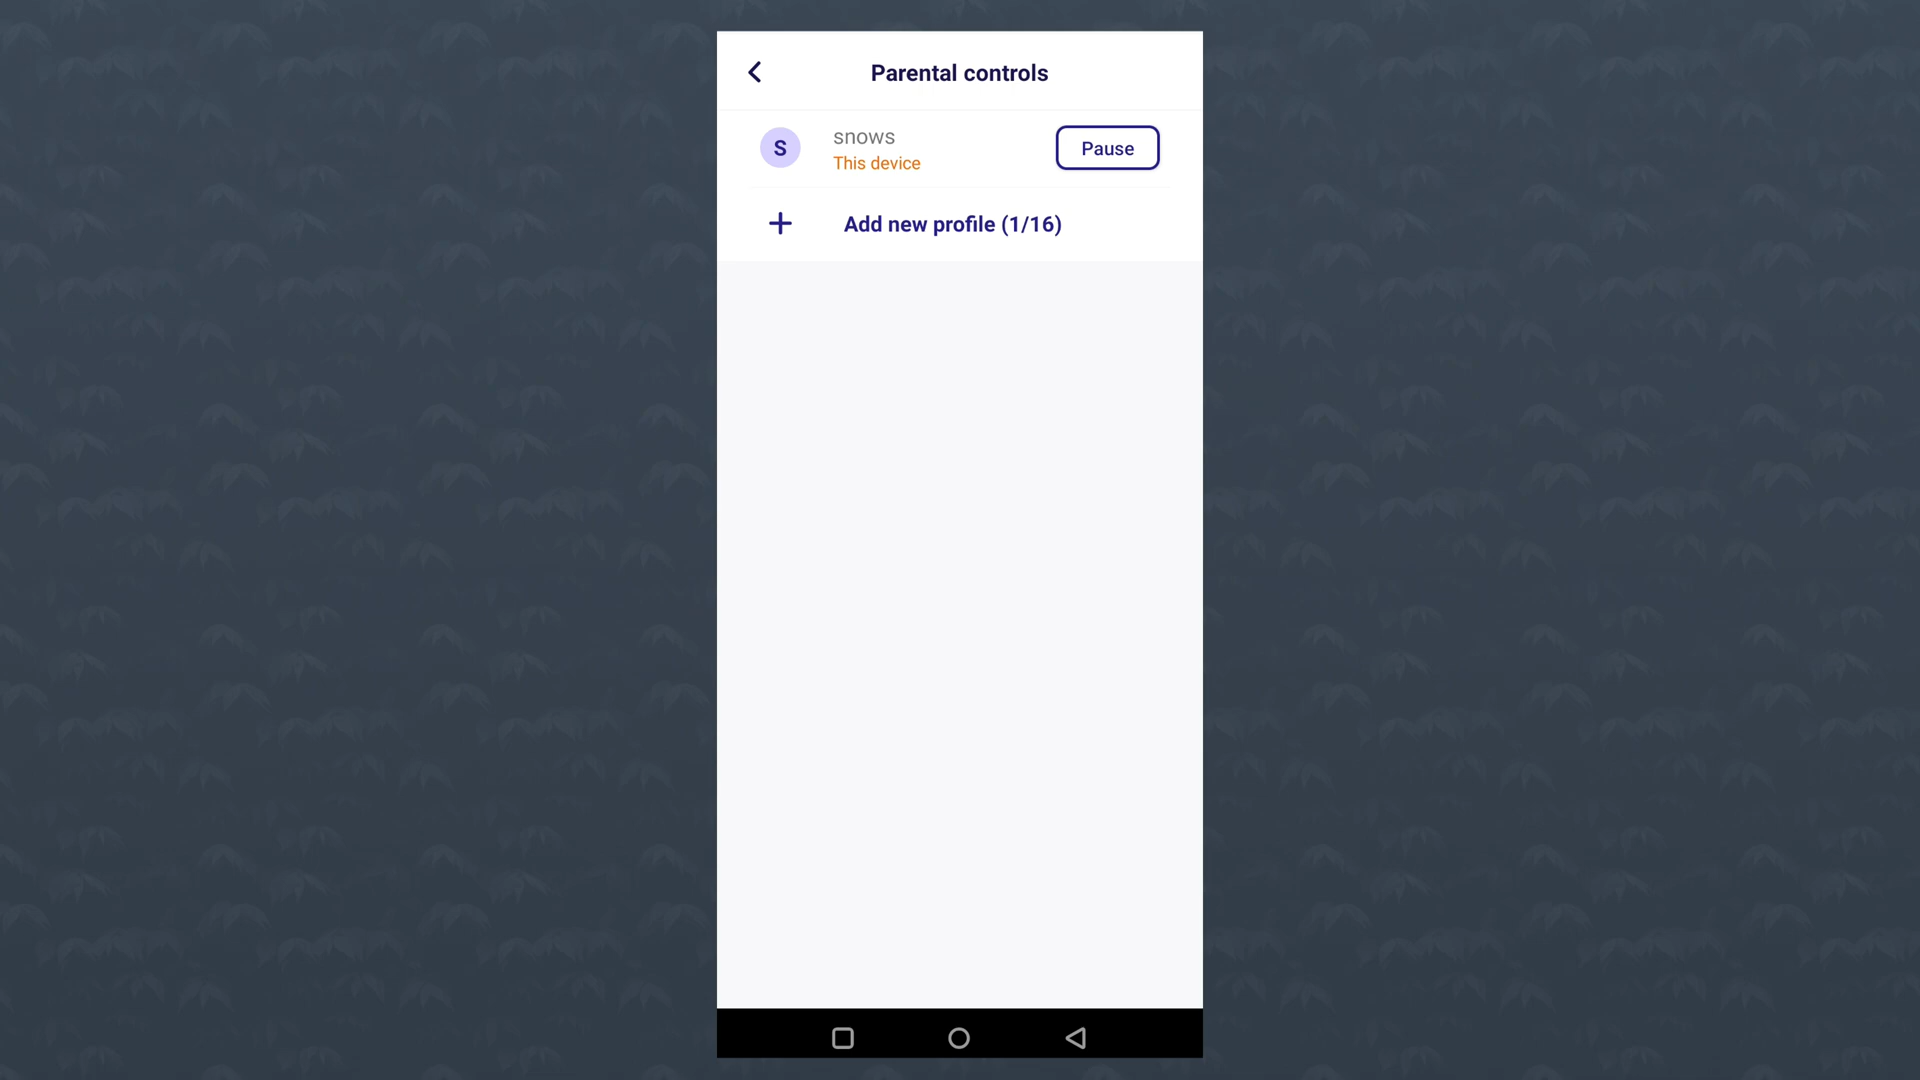 Parental controls
S
snows
This device
Pause
Add new profile (1/16)